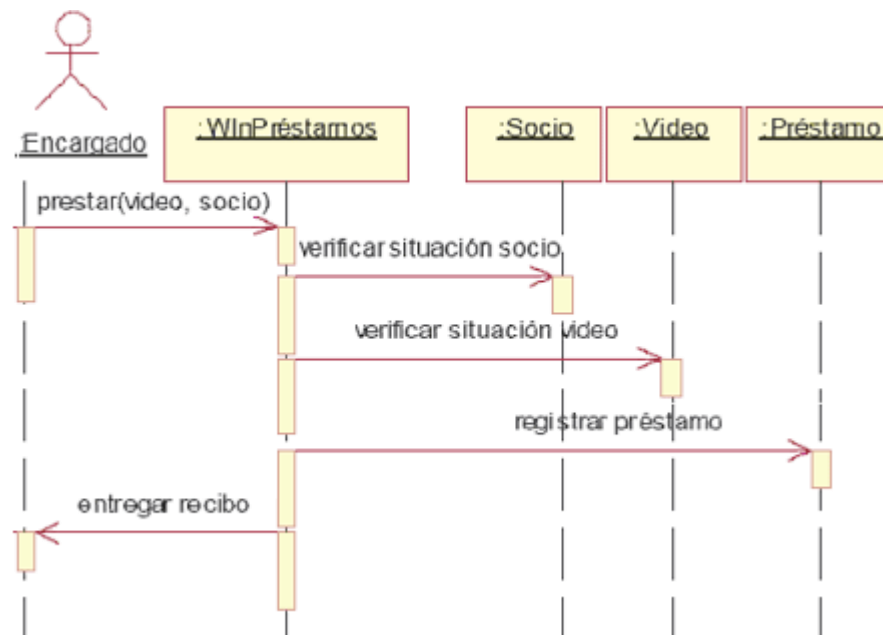 :Encargado
:WInPréstamos
:Socio
:Video
:Préstamo
prestar(video, socio)
verificar situación socio
verificar situación video
registrar préstamo
entregar recibo